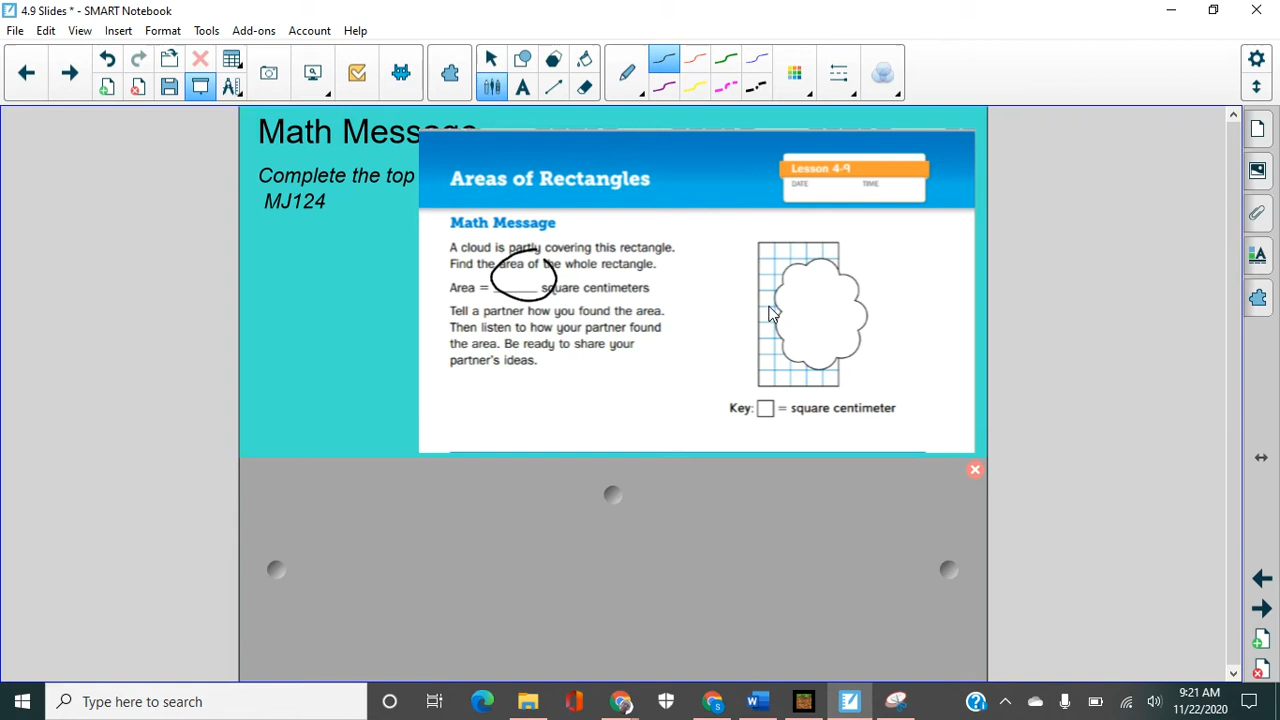 4.9 Slides * - SMART Notebook
File Edit View Insert Format Tools Add-ons Account Help
Math Message
Complete the top
MJ124
Areas of Rectangles
Lesson 4-9
DATE TIME
Math Message
A cloud is partly covering this rectangle.
Find the area of the whole rectangle.
Area = ______ square centimeters
Tell a partner how you found the area.
Then listen to how your partner found
the area. Be ready to share your
partner's ideas.
Key: = square centimeter
Type here to search
9:21 AM
11/22/2020